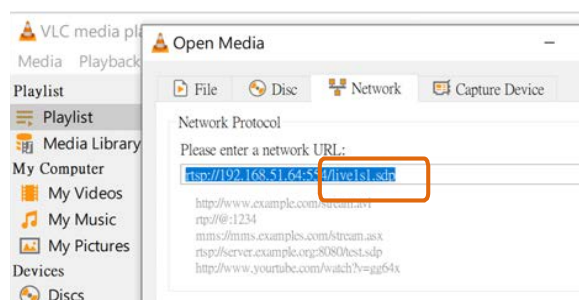 VLC media pla
Open Media
Media Playback
Playlist
Playlist
Media Library
My Computer
My Videos
My Music
My Pictures
Devices
Discs
File Disc Network Capture Device
Network Protocol
Please enter a network URL:
rtsp://192.168.51.64:554/live1s1.sdp
http://www.example.com/stream.avi
rtp://@:1234
mms://mms.examples.com/stream.asx
rtsp://server.example.org:8080/test.sdp
http://www.yourtube.com/watch?v=gg64x